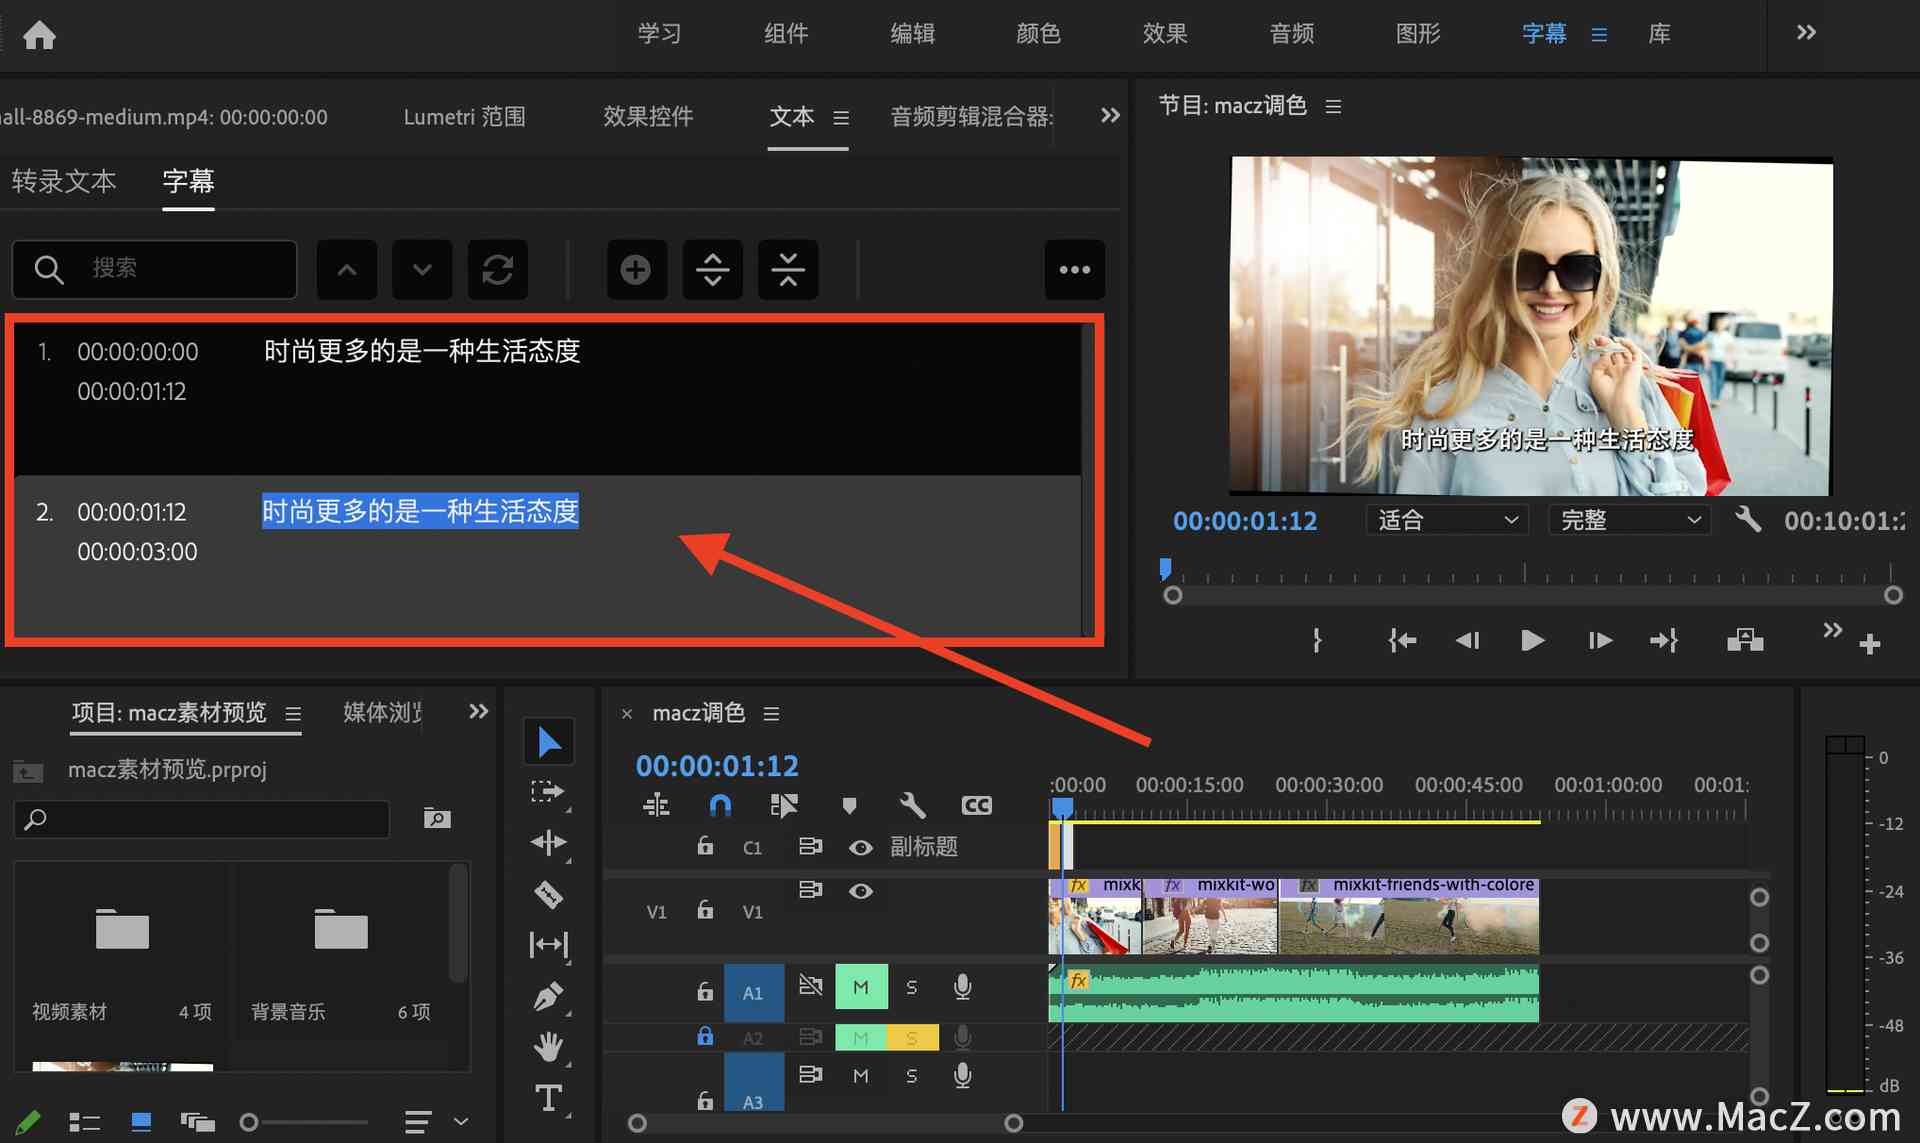 学习 组件 编辑 颜色 效果 音频 图形 字幕 库
all-8869-medium.mp4: 00:00:00:00 Lumetri 范围 效果控件 文本 音频剪辑混合器:
节目: macz调色
转录文本 字幕
搜索
1. 00:00:00:00 时尚更多的是一种生活态度
00:00:01:12
2. 00:00:01:12 时尚更多的是一种生活态度
00:00:03:00
时尚更多的是一种生活态度
00:00:01:12 适合 完整 00:10:01:2
项目: macz素材预览 媒体浏览
macz素材预览.prproj
视频素材 4 项 背景音乐 6 项
macz调色
00:00:01:12
:00:00 00:00:15:00 00:00:30:00 00:00:45:00 00:01:00:00 00:01:
CC
C1 副标题
fx mixk fx mixkit-wo fx mixkit-friends-with-colore
V1 V1
A1 M S fx
A2 M S
A3 M S
T
0
-12
-24
-36
-48
dB
Z www.MacZ.com